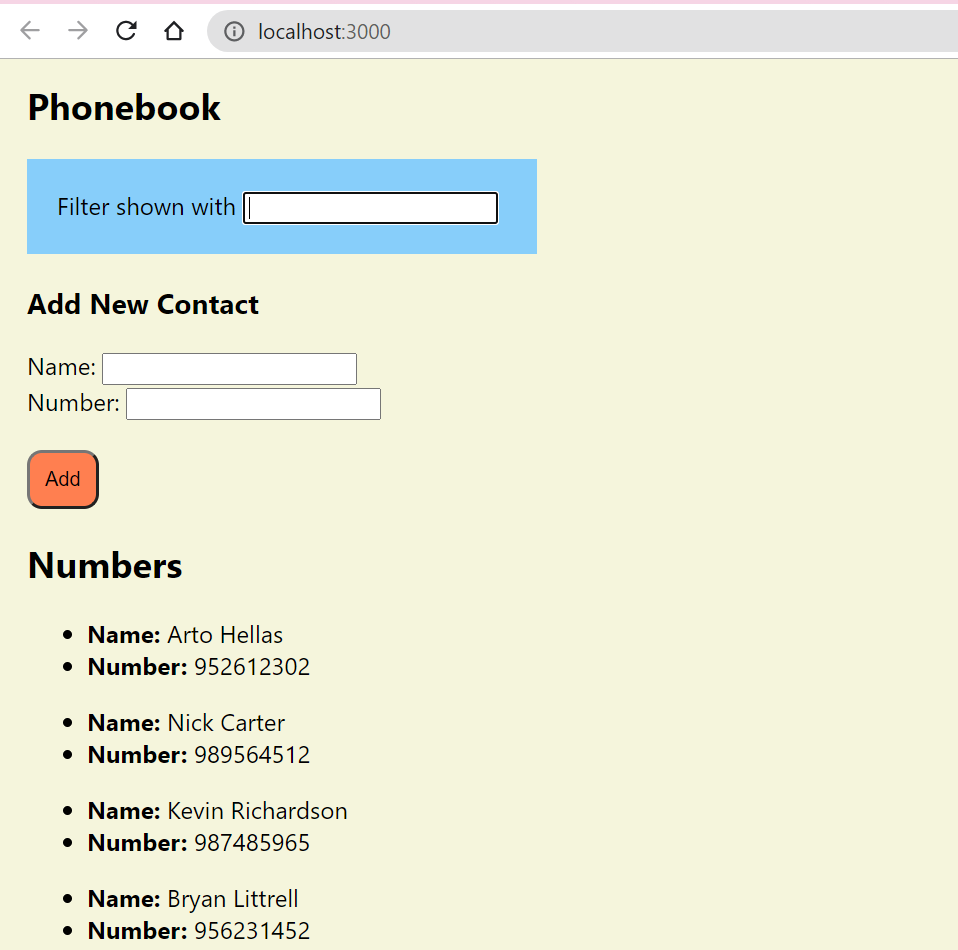 localhost:3000
Phonebook
Filter shown with
Add New Contact
Name:
Number:
Add
Numbers
Name: Arto Hellas
Number: 952612302
Name: Nick Carter
Number: 989564512
Name: Kevin Richardson
Number: 987485965
Name: Bryan Littrell
Number: 956231452